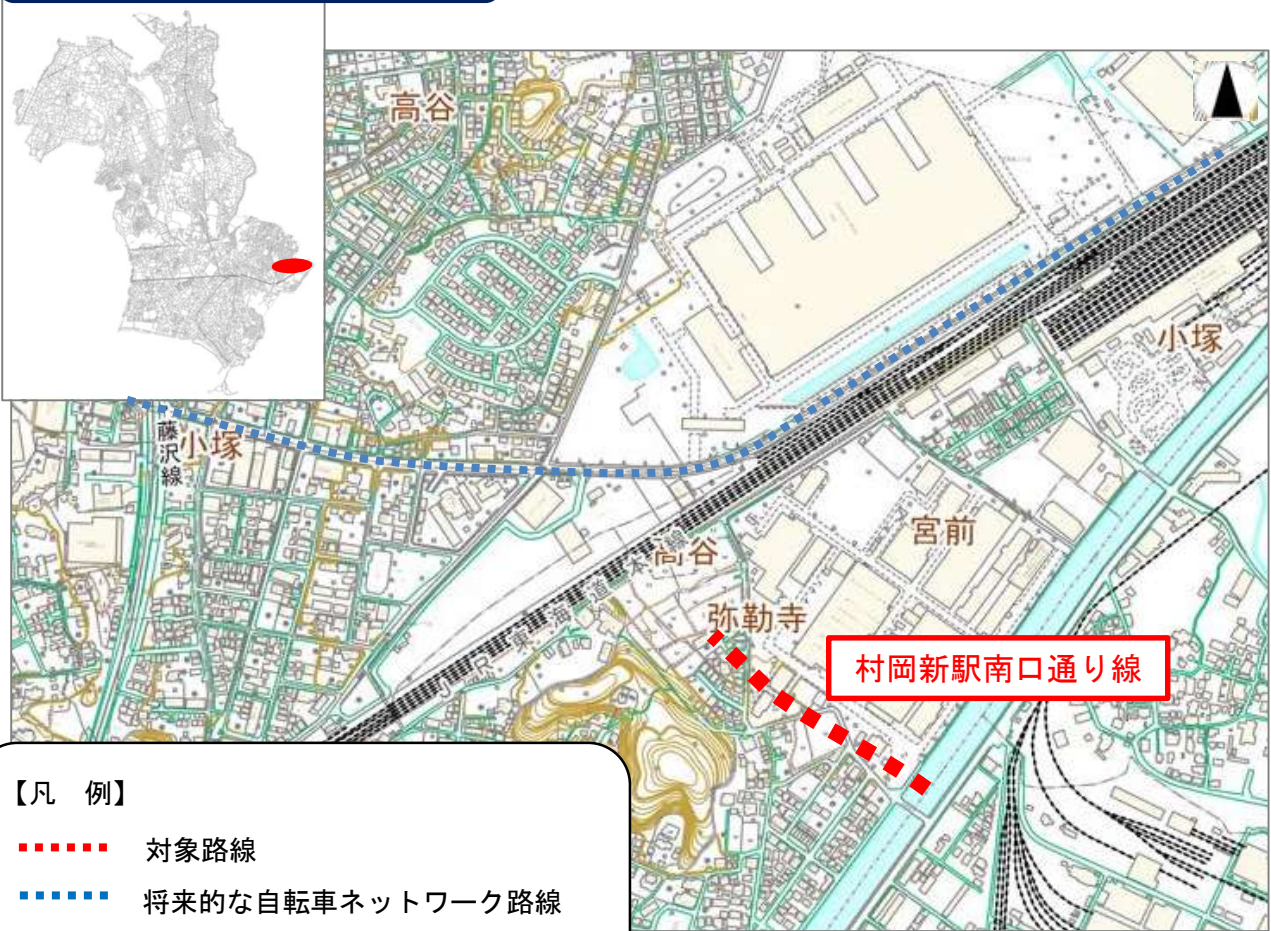 高谷
小塚
藤沢線
小塚
宮前
高谷
JR東海道本線
弥勒寺
村岡新駅南口通り線
【凡　例】
対象路線
将来的な自転車ネットワーク路線